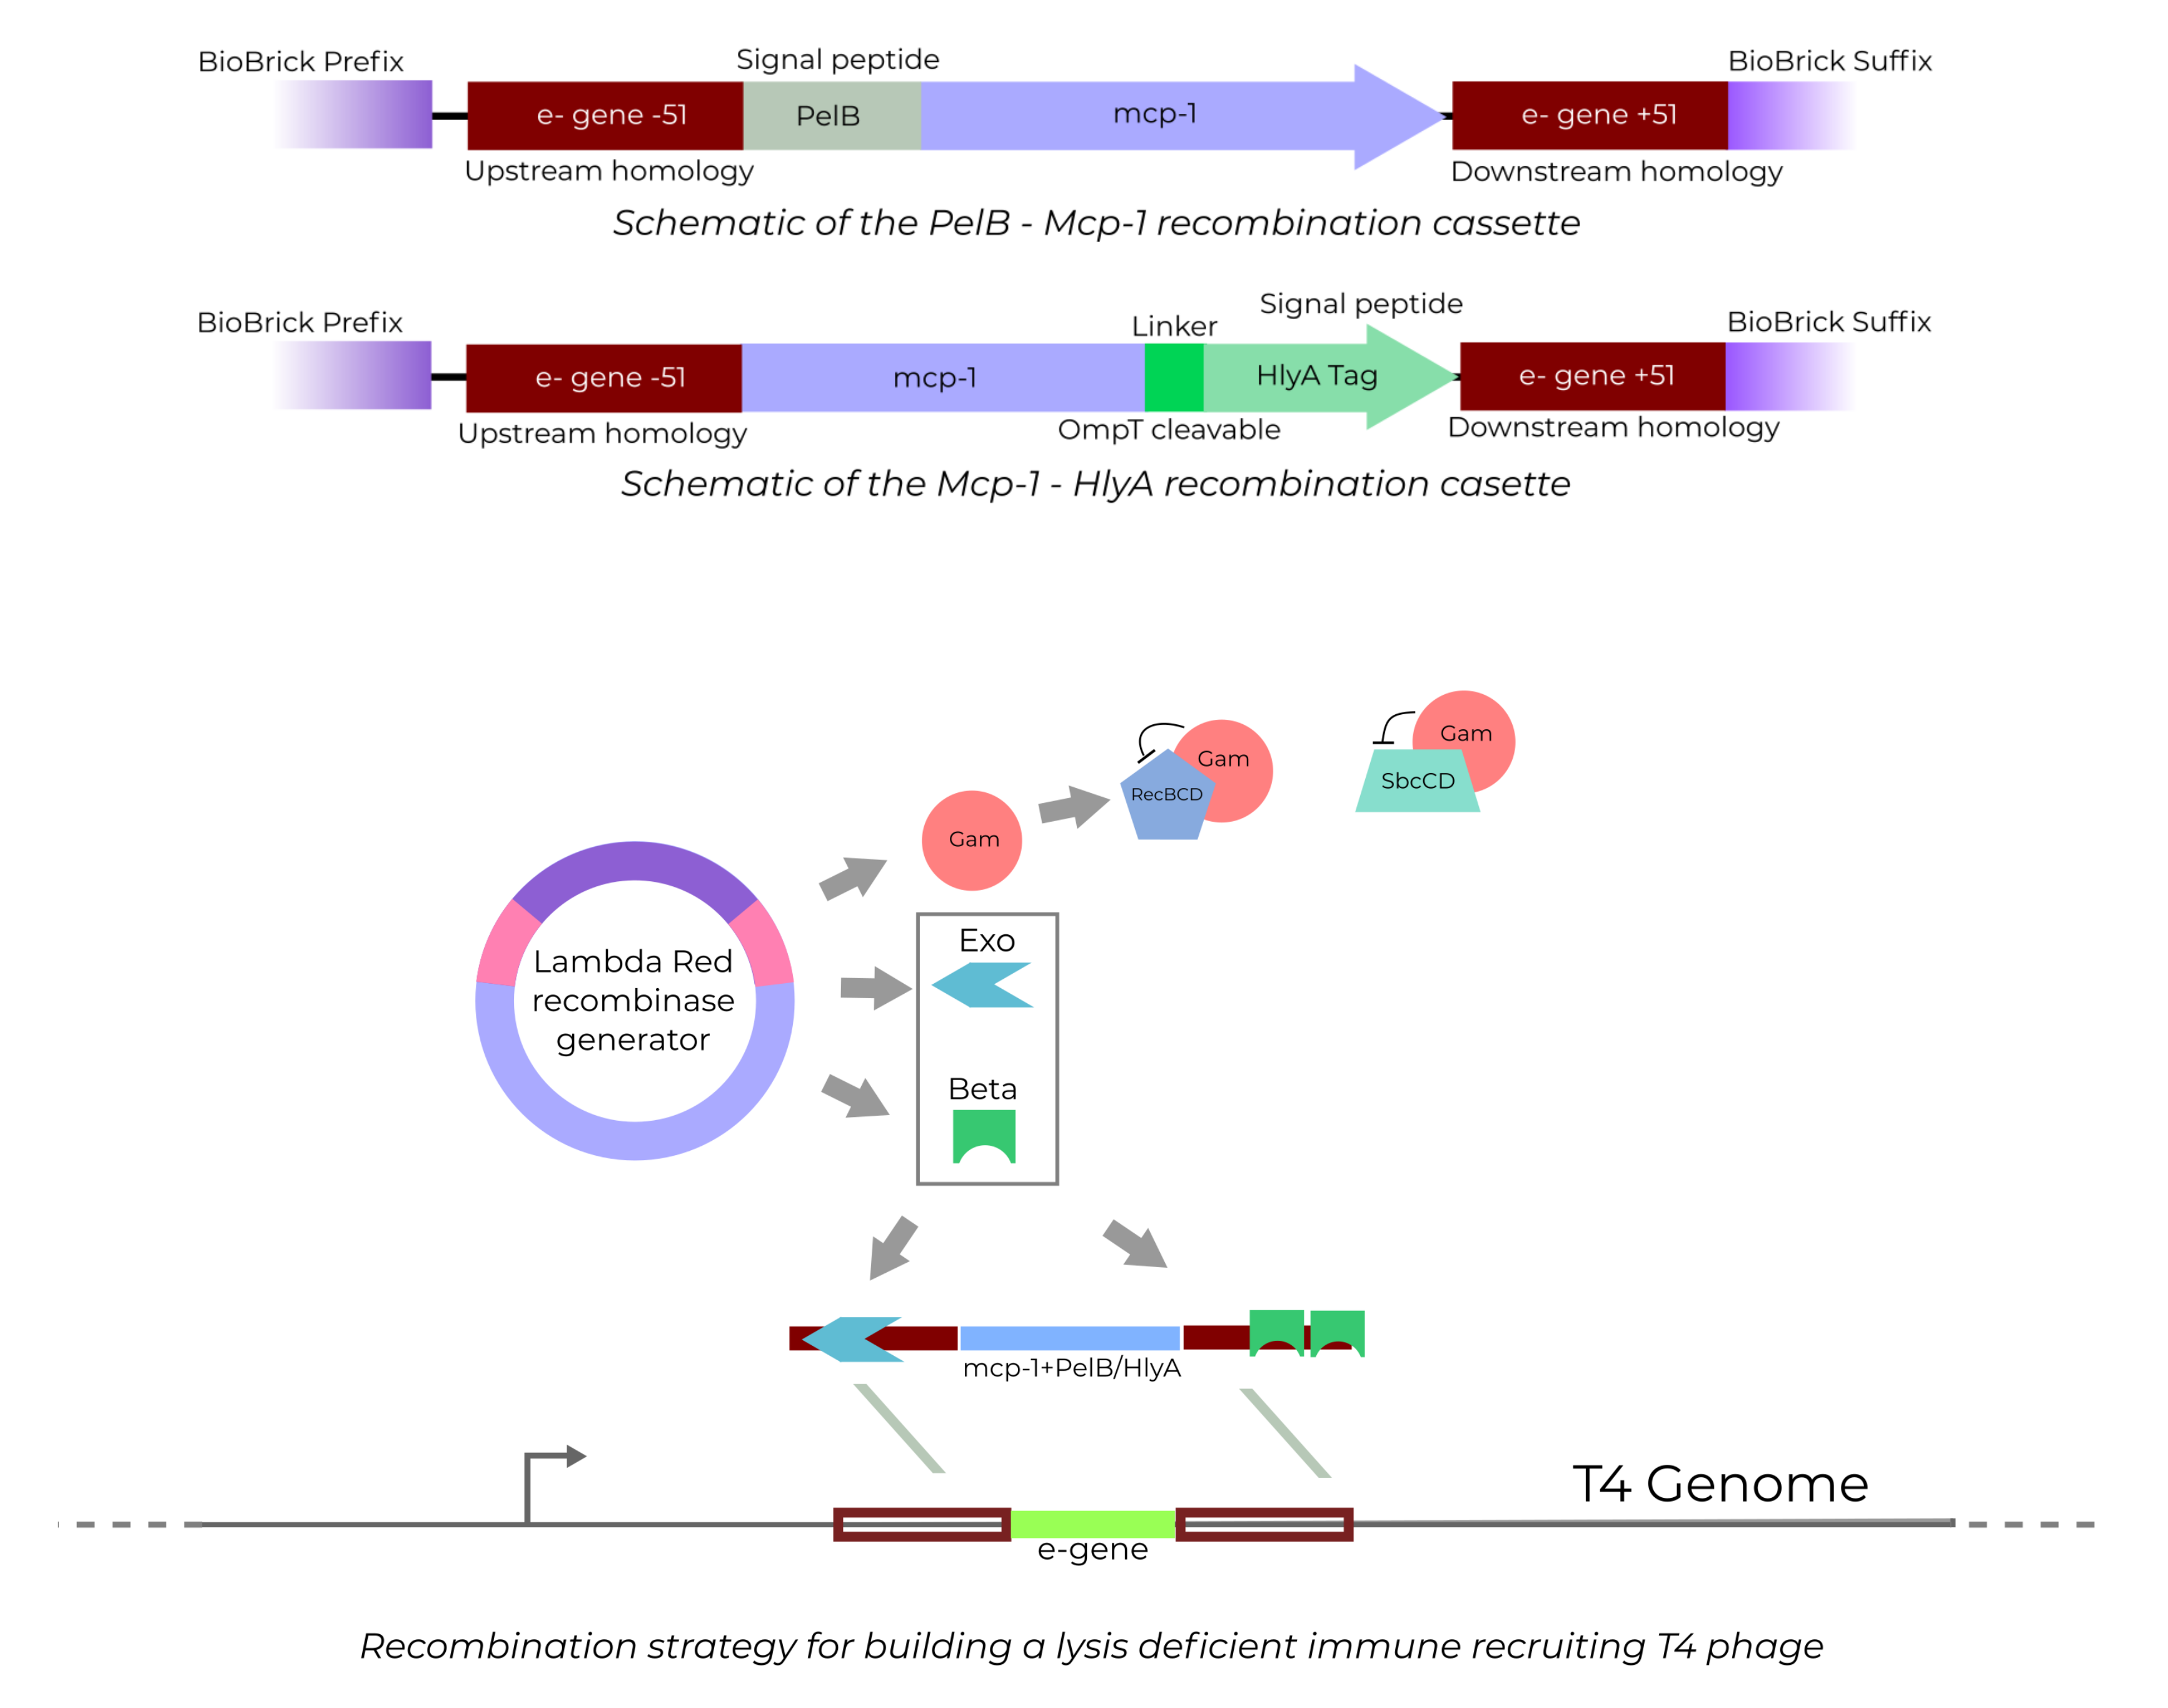 BioBrick Prefix
Signal peptide
BioBrick Suffix
e- gene -51
PelB
mcp-1
e- gene +51
Upstream homology
Downstream homology
Schematic of the PelB - Mcp-1 recombination cassette
BioBrick Prefix
Linker
Signal peptide
BioBrick Suffix
e- gene -51
mcp-1
HlyA Tag
e- gene +51
Upstream homology
OmpT cleavable
Downstream homology
Schematic of the Mcp-1 - HlyA recombination casette
Gam
RecBCD
Gam
SbcCD
Gam
Lambda Red
recombinase
generator
Exo
Beta
mcp-1+PelB/HlyA
T4 Genome
e-gene
Recombination strategy for building a lysis deficient immune recruiting T4 phage